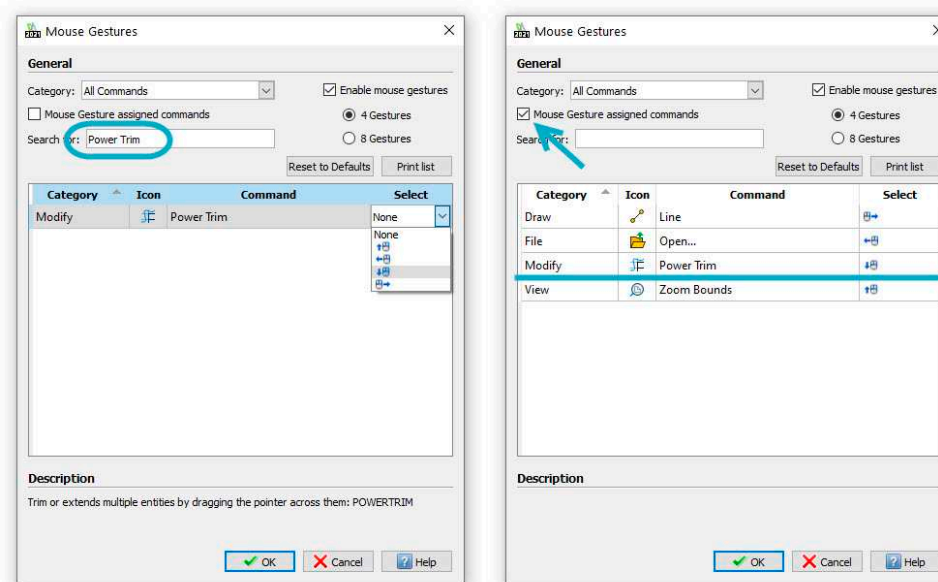 Mouse Gestures
General
Category: All Commands
Enable mouse gestures
Mouse Gesture assigned commands
4 Gestures
Search for: Power Trim
8 Gestures
Reset to Defaults Print list
Category Icon Command Select
Modify Power Trim None
None
Description
Trim or extends multiple entities by dragging the pointer across them: POWERTRIM
OK Cancel Help
Mouse Gestures
General
Category: All Commands
Enable mouse gestures
Mouse Gesture assigned commands
4 Gestures
Search for:
8 Gestures
Reset to Defaults Print list
Category Icon Command Select
Draw Line
File Open...
Modify Power Trim
View Zoom Bounds
Description
OK Cancel Help